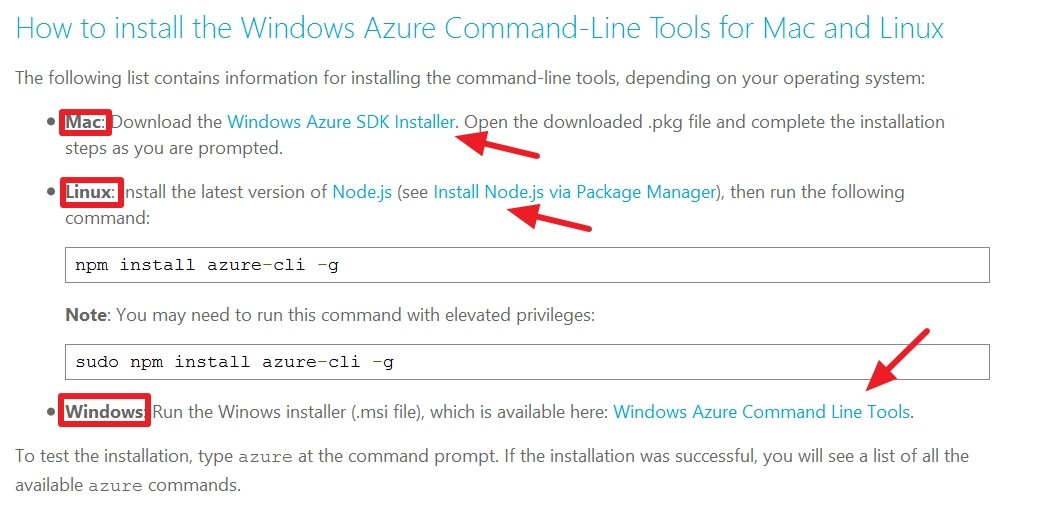 How to install the Windows Azure Command-Line Tools for Mac and Linux
The following list contains information for installing the command-line tools, depending on your operating system:
Mac: Download the Windows Azure SDK Installer. Open the downloaded .pkg file and complete the installation
steps as you are prompted.
Linux: Install the latest version of Node.js (see Install Node.js via Package Manager), then run the following
command:
npm install azure-cli -g
Note: You may need to run this command with elevated privileges:
sudo npm install azure-cli -g
Windows: Run the Winows installer (.msi file), which is available here: Windows Azure Command Line Tools.
To test the installation, type azure at the command prompt. If the installation was successful, you will see a list of all the
available azure commands.